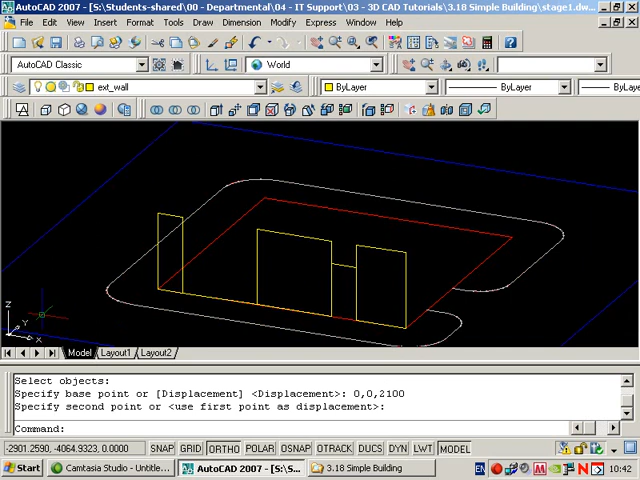 AutoCAD 2007 - [S:\Students-shared\00 - Departmental\04 - IT Support\03 - 3D CAD Tutorials\3.18 Simple Building\stage1.dw...
File Edit View Insert Format Tools Draw Dimension Modify Express Window Help
AutoCAD Classic World
ext_wall ByLayer ByLayer
Z
Y
X
Model Layout1 Layout2
Select objects:
Specify base point or [Displacement] <Displacement>: 0,0,2100
Specify second point or <use first point as displacement>:
Command:
-2901.2590, -4064.9323, 0.0000 SNAP GRID ORTHO POLAR OSNAP OTRACK DUCS DYN LWT MODEL
Start Camtasia Studio - Untitle... AutoCAD 2007 - [S:\S... 3.18 Simple Building EN 10:42